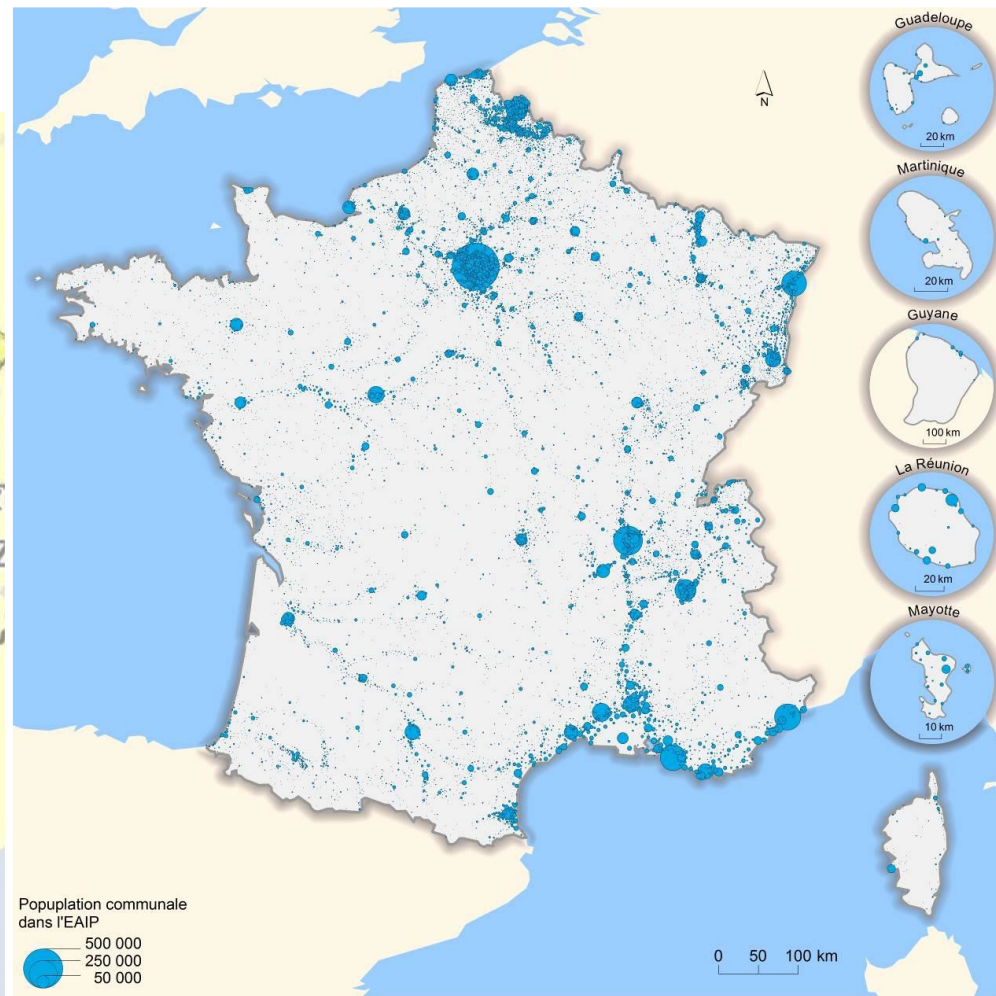 Guadeloupe
20 km
N
Martinique
20 km
Guyane
100 km
La Réunion
20 km
Mayotte
10 km
Popuplation communale
dans l'EAIP
500 000
250 000
50 000
0 50 100 km